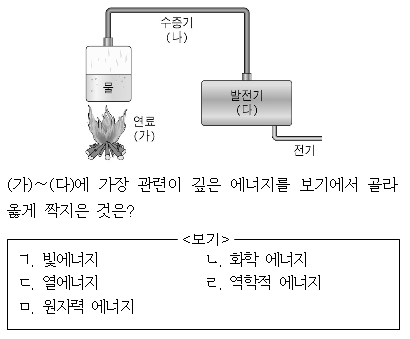 수증기
(나)
물
연료
(가)
발전기
(다)
전기
(가)~(다)에 가장 관련이 깊은 에너지를 보기에서 골라
옳게 짝지은 것은?
<보기>
ㄱ. 빛에너지 ㄴ. 화학 에너지
ㄷ. 열에너지 ㄹ. 역학적 에너지
ㅁ. 원자력 에너지